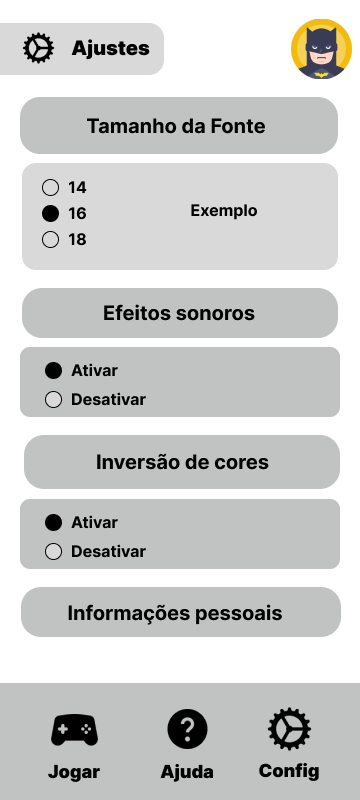 Ajustes
Tamanho da Fonte
14
16
18
Exemplo
Efeitos sonoros
Ativar
Desativar
Inversão de cores
Ativar
Desativar
Informações pessoais
Jogar
Ajuda
Config